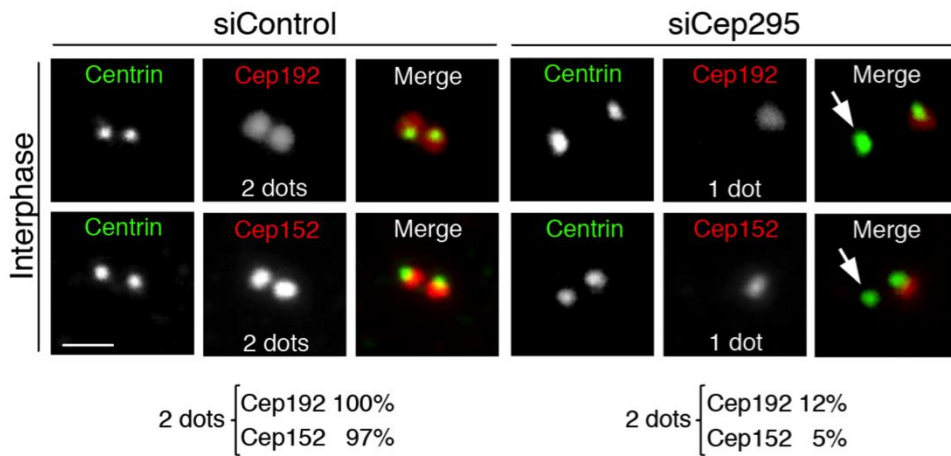 siControl
siCep295
Interphase
Centrin Cep192 Merge Centrin Cep192 Merge
2 dots 1 dot
Centrin Cep152 Merge Centrin Cep152 Merge
2 dots 1 dot
2 dots Cep192 100% Cep152 97%
2 dots Cep192 12% Cep152 5%